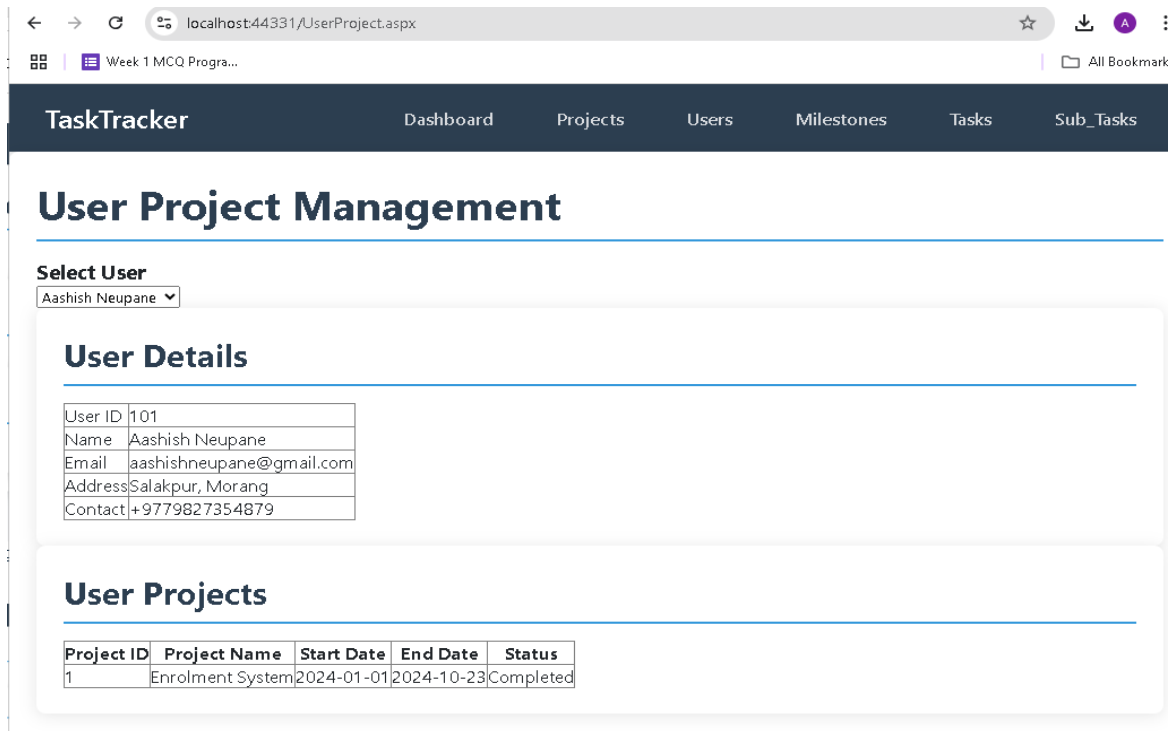 localhost:44331/UserProject.aspx A
Week 1 MCQ Progra... All Bookmark
TaskTracker Dashboard Projects Users Milestones Tasks Sub_Tasks
User Project Management
Select User
Aashish Neupane
User Details
User ID 101
Name Aashish Neupane
Email aashishneupane@gmail.com
Address Salakpur, Morang
Contact +9779827354879
User Projects
Project ID Project Name Start Date End Date Status
1 Enrolment System 2024-01-01 2024-10-23 Completed